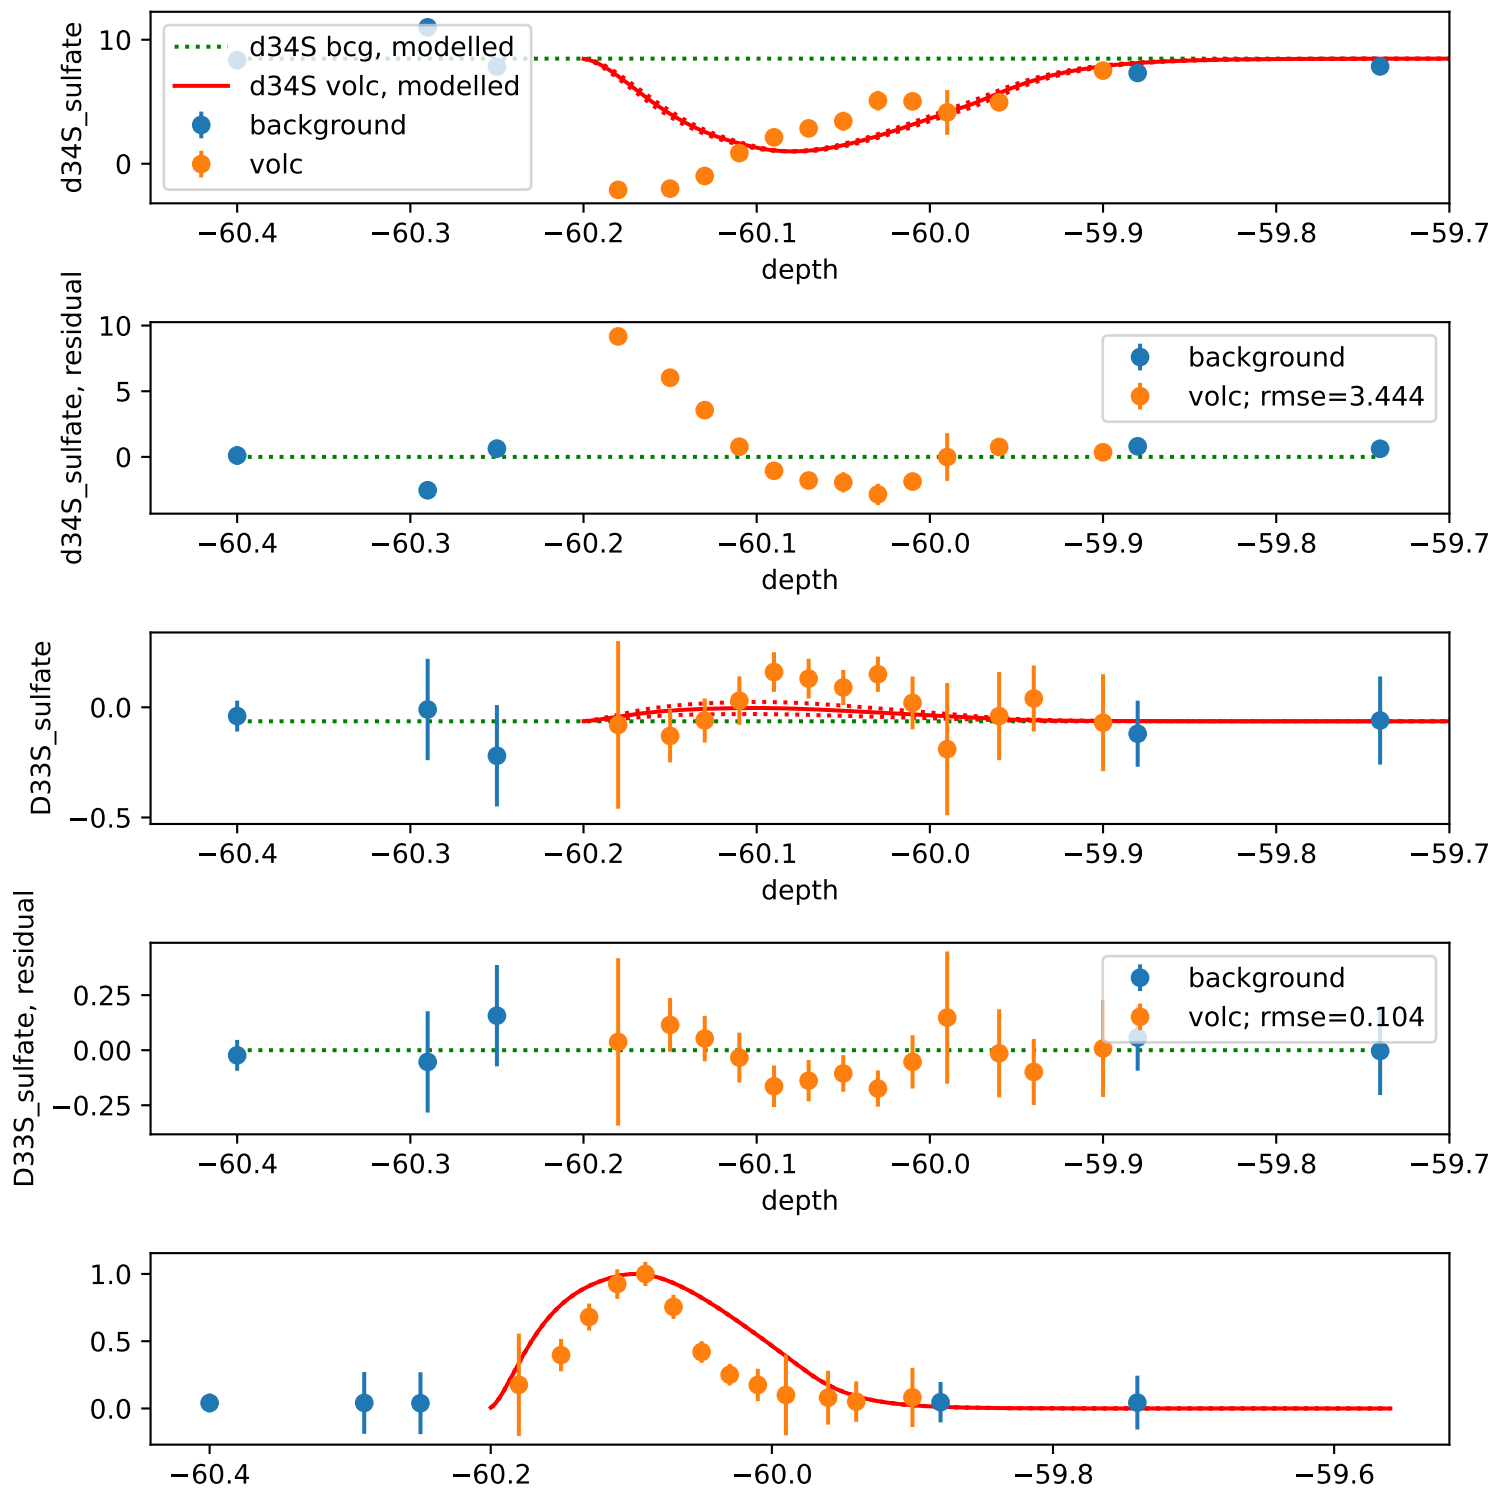 10
0
d34S_sulfate
d34S bcg, modelled
d34S volc, modelled
background
volc
−60.4 −60.3 −60.2 −60.1 −60.0 −59.9 −59.8 −59.7
depth
10
5
0
d34S_sulfate, residual
background
volc; rmse=3.444
−60.4 −60.3 −60.2 −60.1 −60.0 −59.9 −59.8 −59.7
depth
0.0
−0.5
D33S_sulfate
−60.4 −60.3 −60.2 −60.1 −60.0 −59.9 −59.8 −59.7
depth
0.25
0.00
−0.25
D33S_sulfate, residual
background
volc; rmse=0.104
−60.4 −60.3 −60.2 −60.1 −60.0 −59.9 −59.8 −59.7
depth
1.0
0.5
0.0
−60.4 −60.2 −60.0 −59.8 −59.6